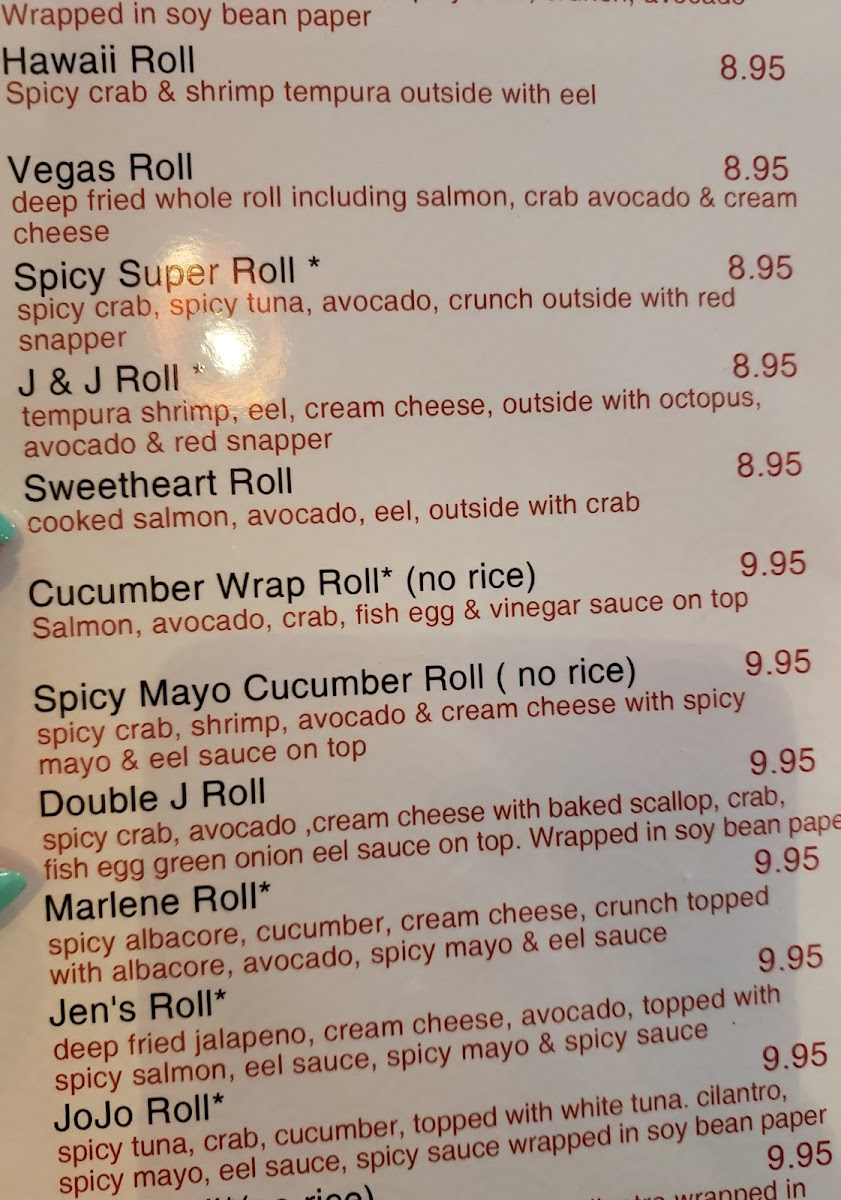 Wrapped in soy bean paper
Hawaii Roll 8.95
Spicy crab & shrimp tempura outside with eel
Vegas Roll 8.95
deep fried whole roll including salmon, crab avocado & cream
cheese
Spicy Super Roll * 8.95
spicy crab, spicy tuna, avocado, crunch outside with red
snapper
J & J Roll * 8.95
tempura shrimp, eel, cream cheese, outside with octopus,
avocado & red snapper
Sweetheart Roll 8.95
cooked salmon, avocado, eel, outside with crab
Cucumber Wrap Roll* (no rice) 9.95
Salmon, avocado, crab, fish egg & vinegar sauce on top
Spicy Mayo Cucumber Roll ( no rice) 9.95
spicy crab, shrimp, avocado & cream cheese with spicy
mayo & eel sauce on top
Double J Roll 9.95
spicy crab, avocado ,cream cheese with baked scallop, crab,
fish egg green onion eel sauce on top. Wrapped in soy bean pape
Marlene Roll* 9.95
spicy albacore, cucumber, cream cheese, crunch topped
with albacore, avocado, spicy mayo & eel sauce
Jen's Roll* 9.95
deep fried jalapeno, cream cheese, avocado, topped with
spicy salmon, eel sauce, spicy mayo & spicy sauce
JoJo Roll* 9.95
spicy tuna, crab, cucumber, topped with white tuna. cilantro,
spicy mayo, eel sauce, spicy sauce wrapped in soy bean paper
9.95
wrapped in